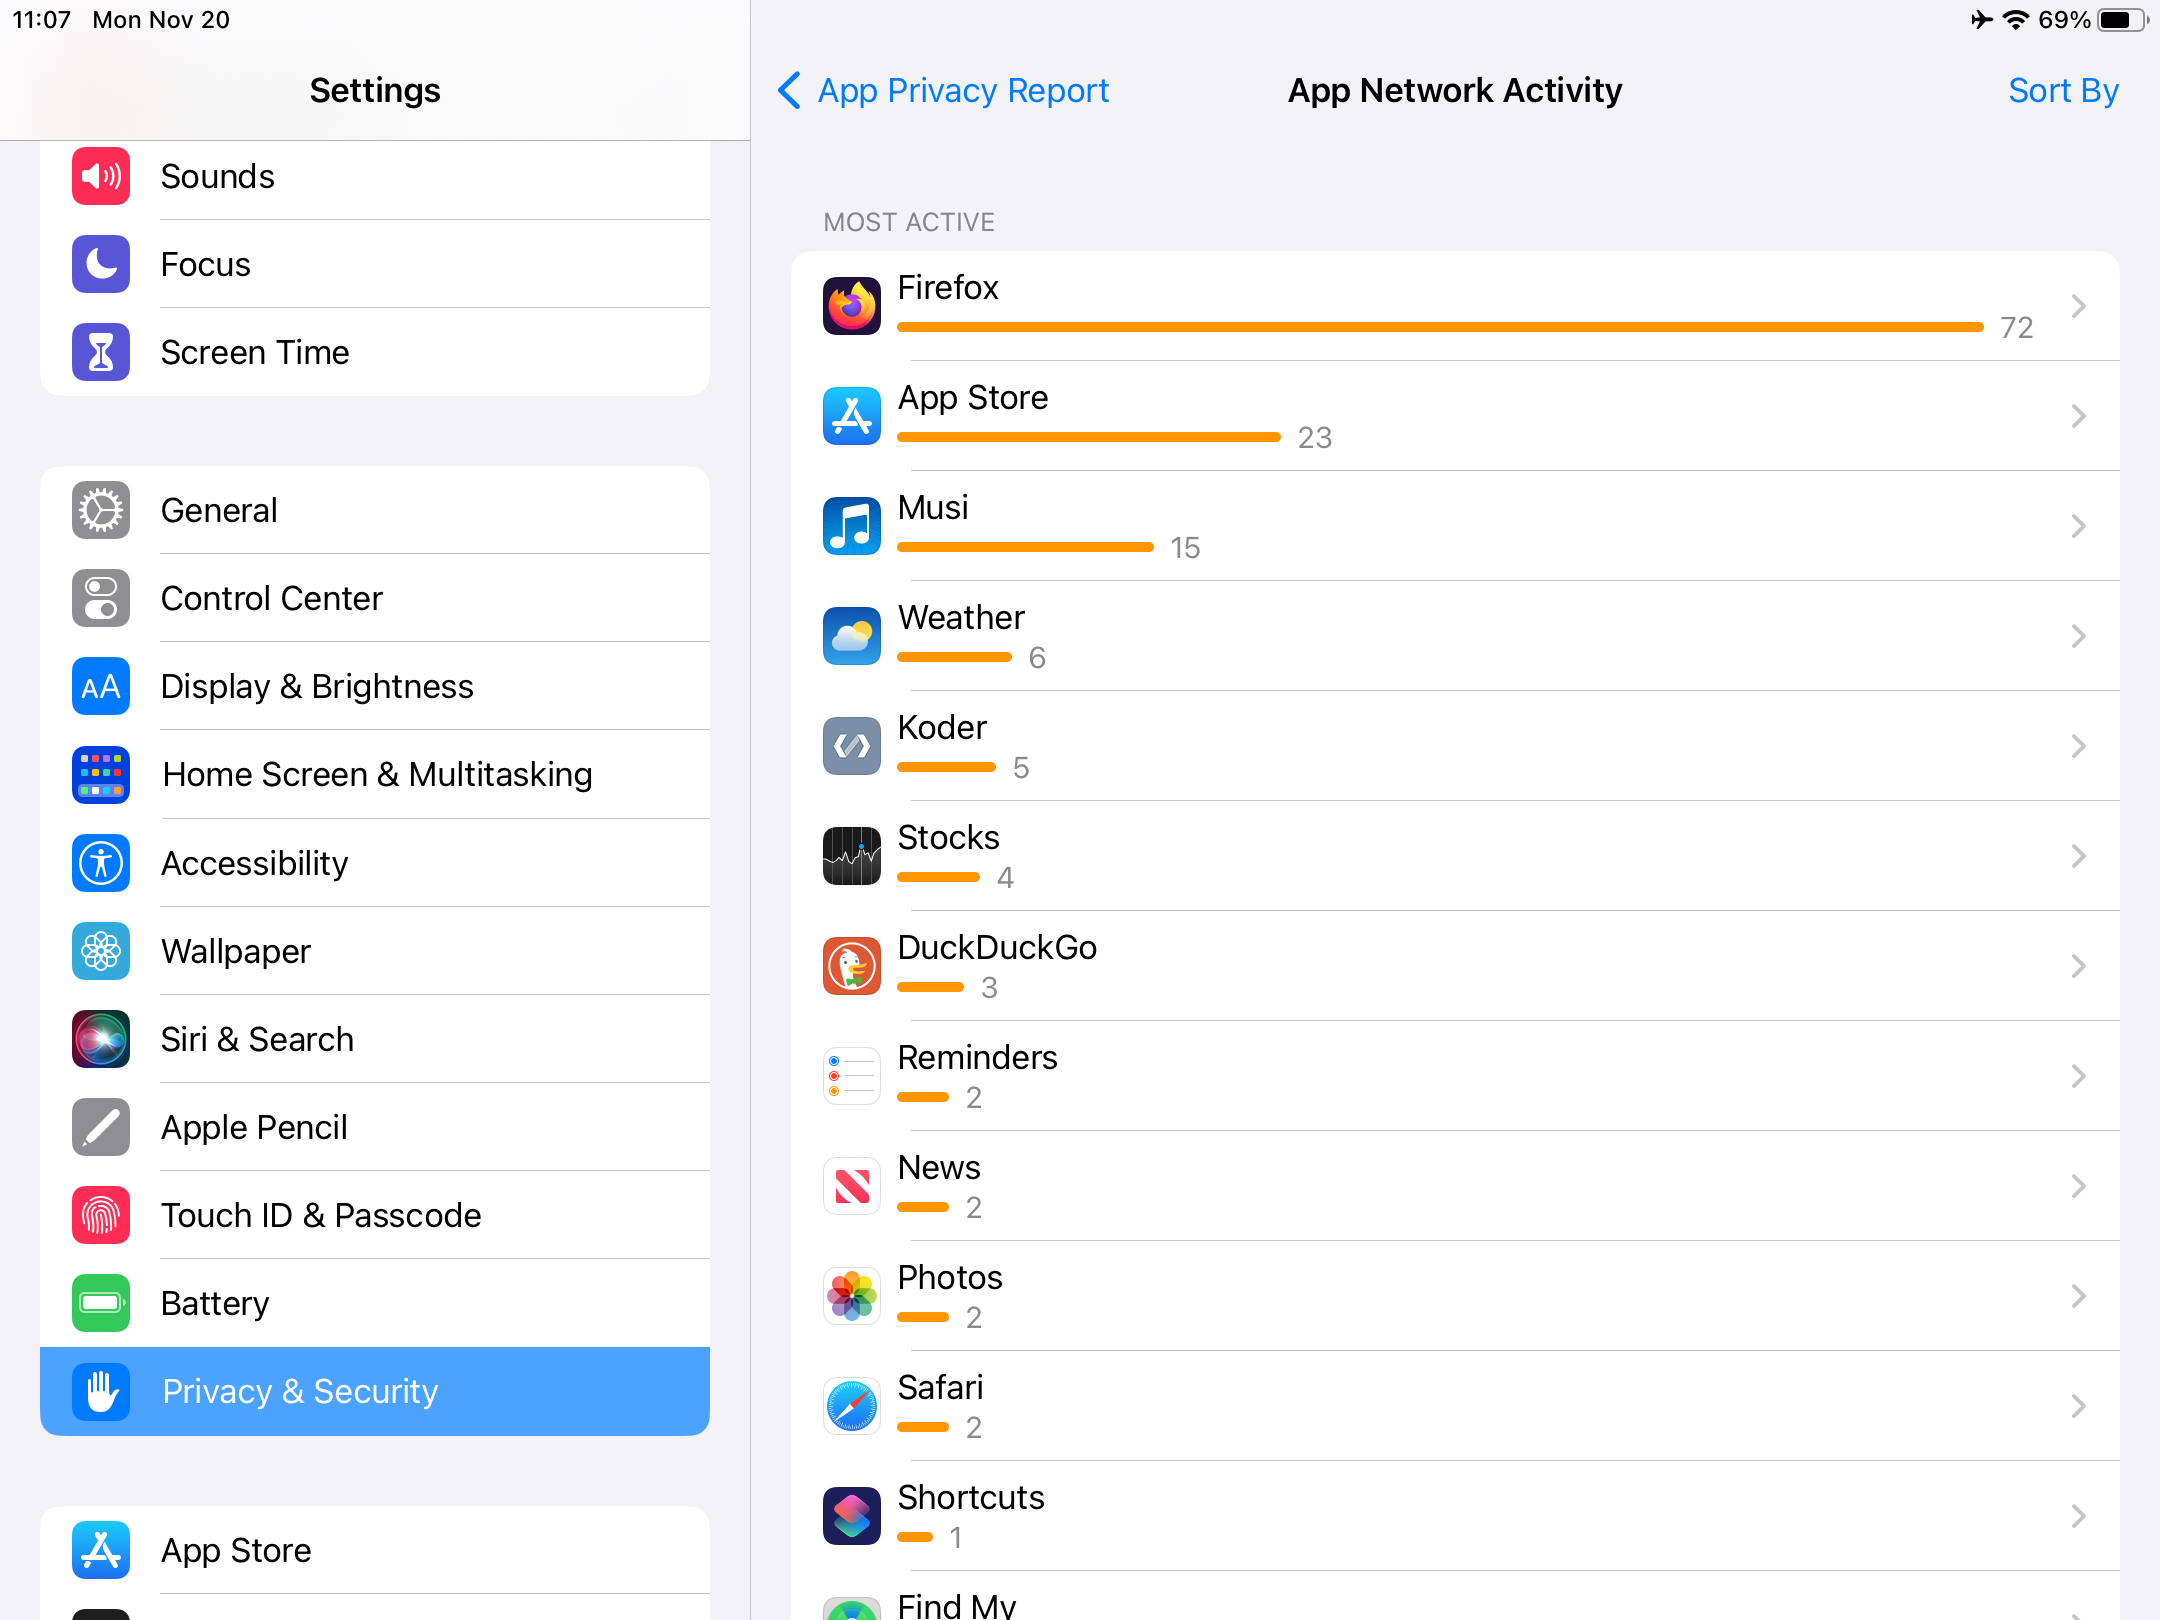 11:07 Mon Nov 20
69%
Settings
Sounds
Focus
Screen Time
General
Control Center
AA Display & Brightness
Home Screen & Multitasking
Accessibility
Wallpaper
Siri & Search
Apple Pencil
Touch ID & Passcode
Battery
Privacy & Security
App Store
App Privacy Report
App Network Activity
Sort By
MOST ACTIVE
Firefox
72
App Store
23
Musi
15
Weather
6
Koder
5
Stocks
4
DuckDuckGo
3
Reminders
2
News
2
Photos
2
Safari
2
Shortcuts
1
Find My